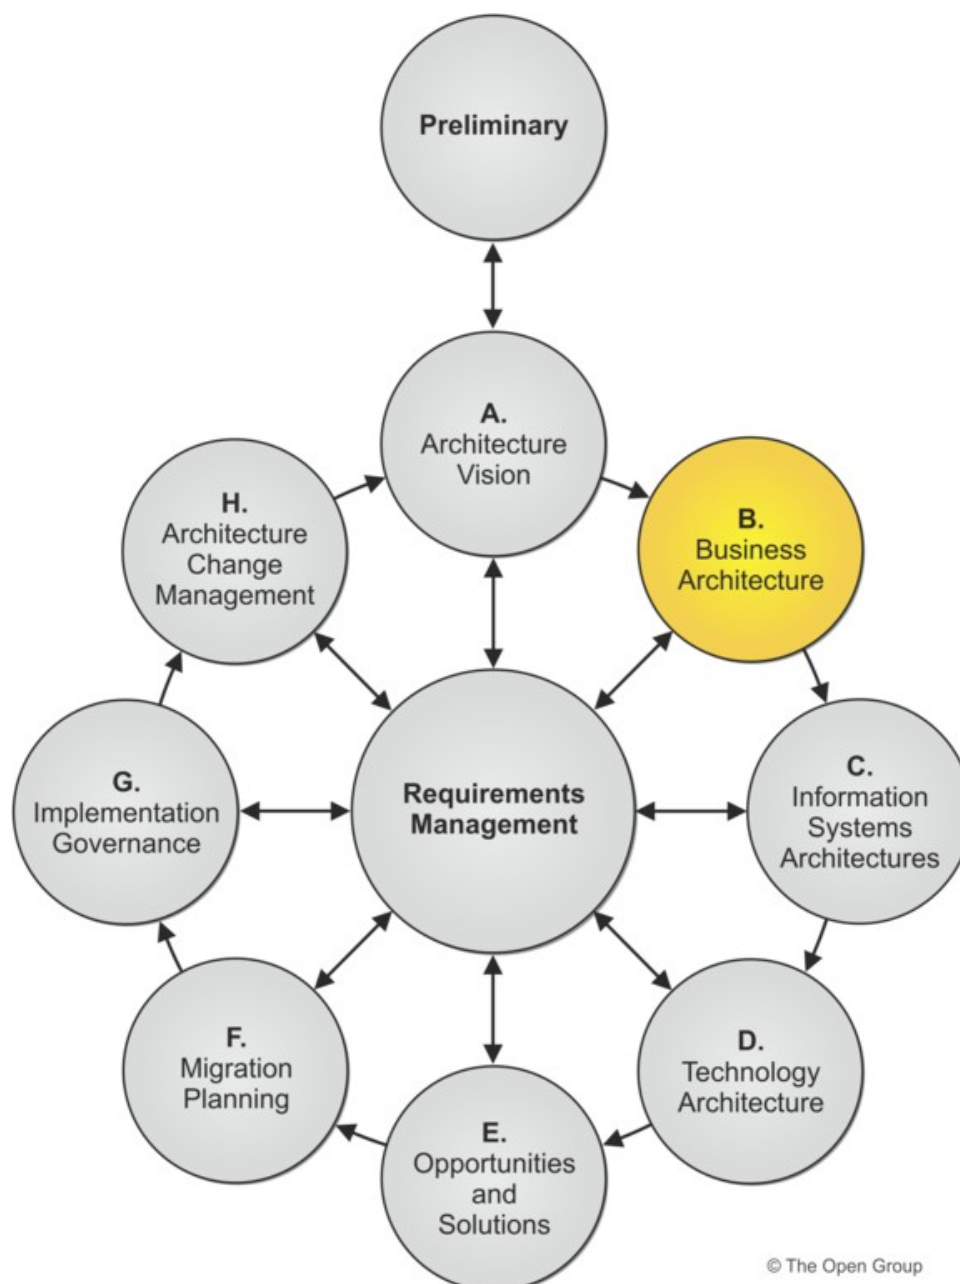 Preliminary
A.
Architecture
Vision
B.
Business
Architecture
H.
Architecture
Change
Management
C.
Information
Systems
Architectures
Requirements
Management
G.
Implementation
Governance
D.
Technology
Architecture
F.
Migration
Planning
E.
Opportunities
and
Solutions
© The Open Group